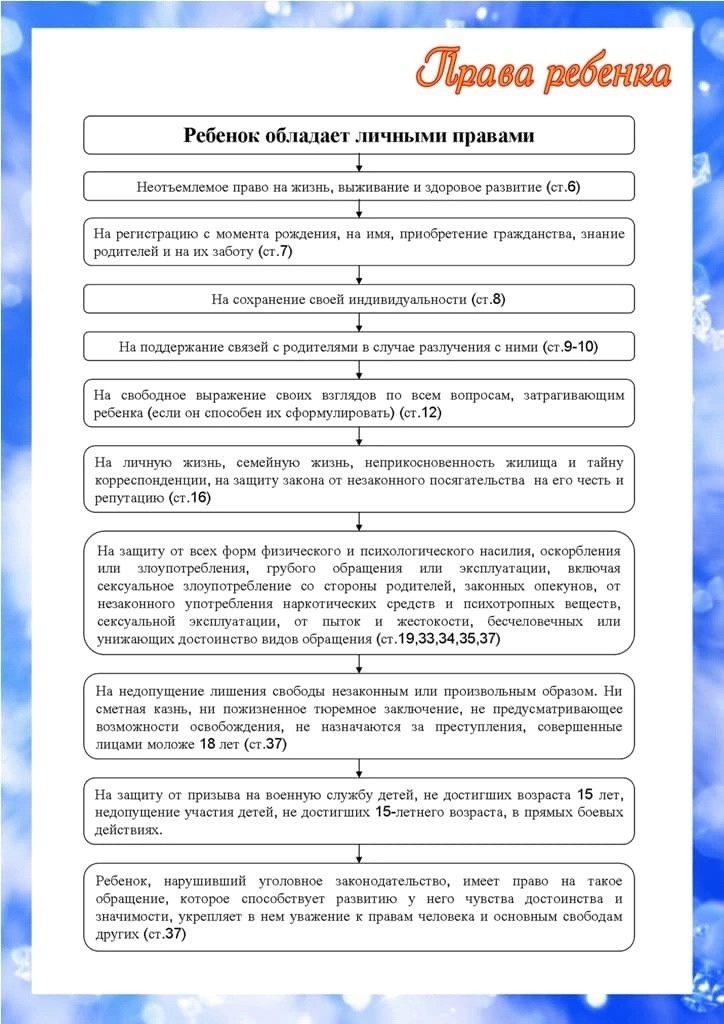 Права ребенка
Ребенок обладает личными правами
Неотъемлемое право на жизнь, выживание и здоровое развитие (ст.6)
На регистрацию с момента рождения, на имя, приобретение гражданства, знание
родителей и на их заботу (ст.7)
На сохранение своей индивидуальности (ст.8)
На поддержание связей с родителями в случае разлучения с ними (ст.9-10)
На свободное выражение своих взглядов по всем вопросам, затрагивающим
ребенка (если он способен их сформулировать) (ст.12)
На личную жизнь, семейную жизнь, неприкосновенность жилища и тайну
корреспонденции, на защиту закона от незаконного посягательства на его честь и
репутацию (ст.16)
На защиту от всех форм физического и психологического насилия, оскорбления
или злоупотребления, грубого обращения или эксплуатации, включая
сексуальное злоупотребление со стороны родителей, законных опекунов, от
незаконного употребления наркотических средств и психотропных веществ,
сексуальной эксплуатации, от пыток и жестокости, бесчеловечных или
унижающих достоинство видов обращения (ст.19,33,34,35,37)
На недопущение лишения свободы незаконным или произвольным образом. Ни
сметная казнь, ни пожизненное тюремное заключение, не предусматривающее
возможности освобождения, не назначаются за преступления, совершенные
лицами моложе 18 лет (ст.37)
На защиту от призыва на военную службу детей, не достигших возраста 15 лет,
недопущение участия детей, не достигших 15-летнего возраста, в прямых боевых
действиях.
Ребенок, нарушивший уголовное законодательство, имеет право на такое
обращение, которое способствует развитию у него чувства достоинства и
значимости, укрепляет в нем уважение к правам человека и основным свободам
других (ст.37)